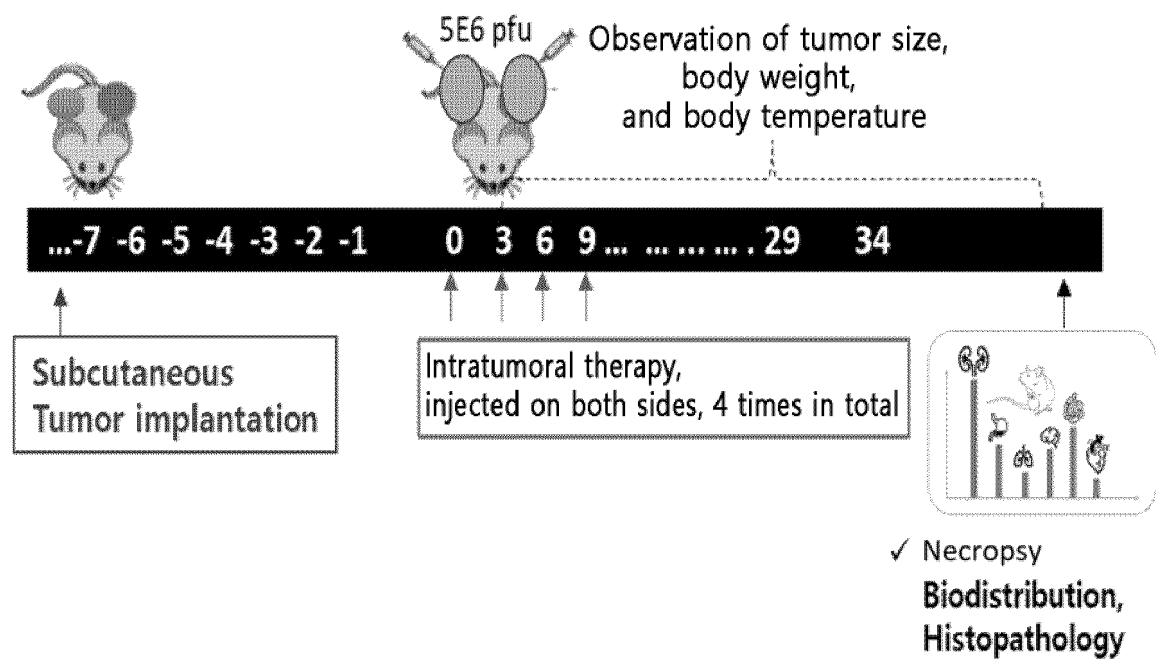 5E6 pfu
Observation of tumor size,
body weight,
and body temperature
...-7 -6 -5 -4 -3 -2 -1 0 3 6 9 ... ... ... ... . 29 34
Subcutaneous
Tumor implantation
Intratumoral therapy,
injected on both sides, 4 times in total
✓ Necropsy
Biodistribution,
Histopathology